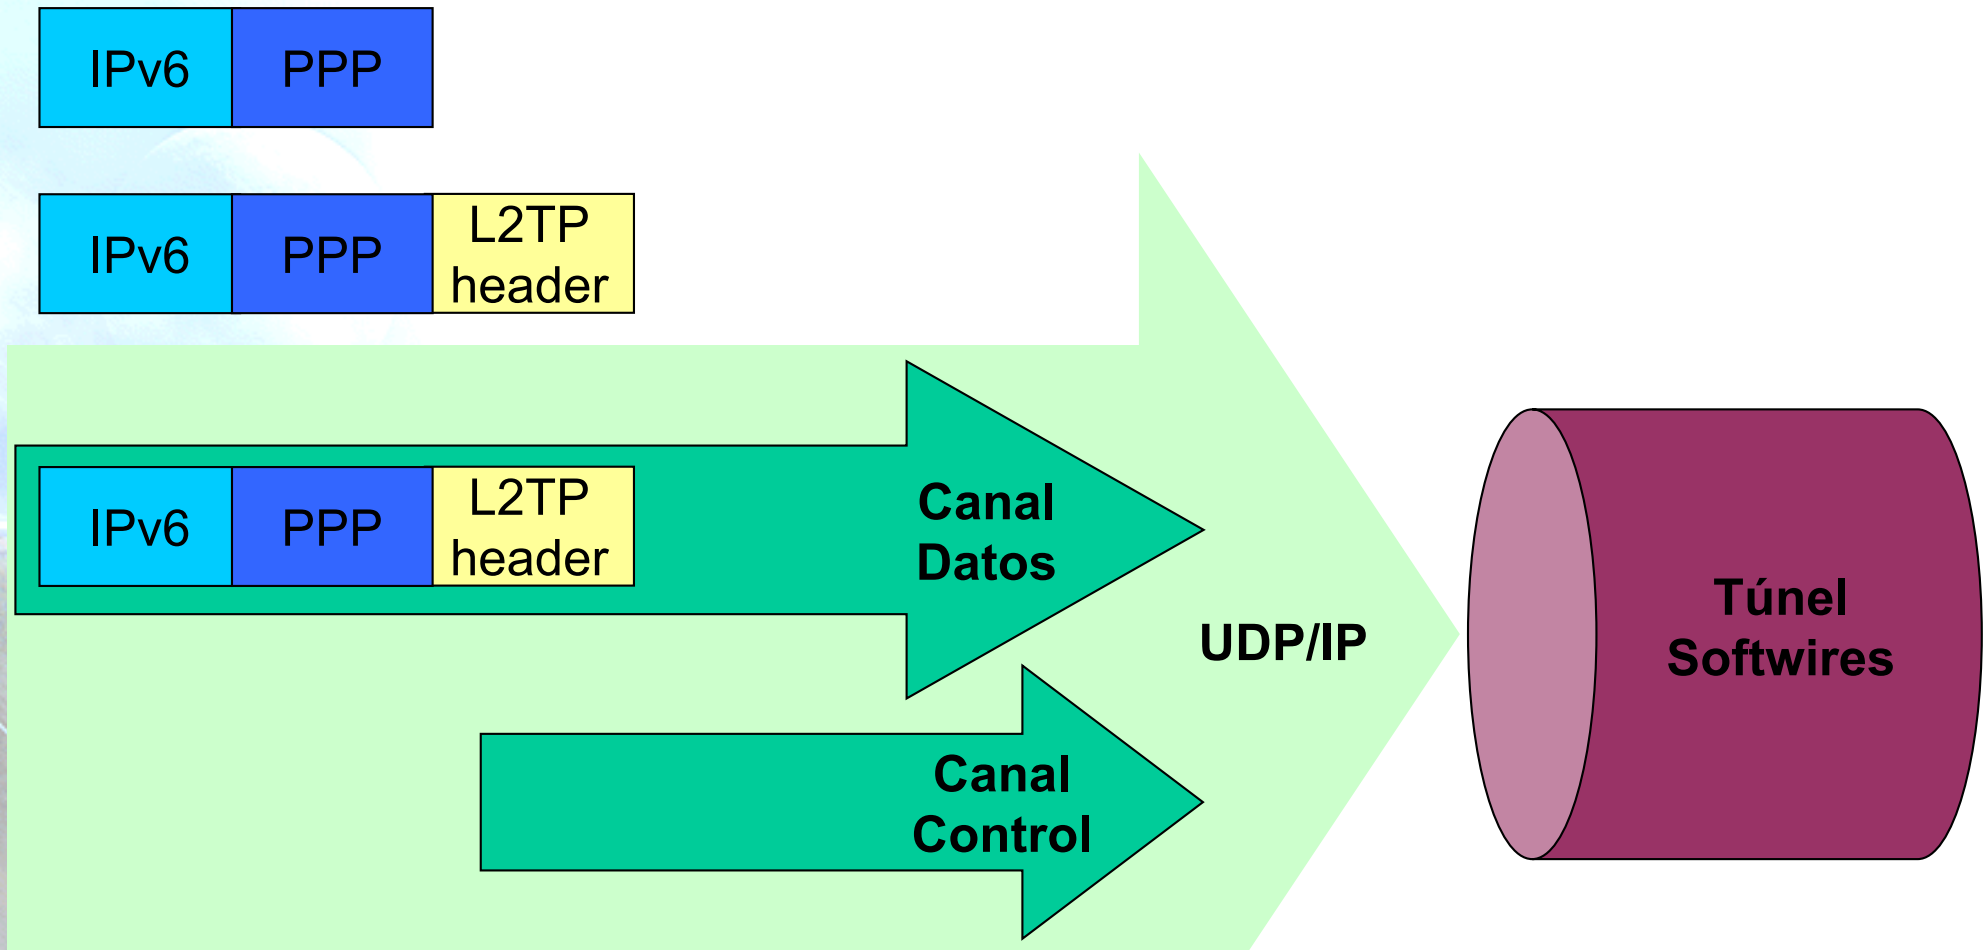 IPv6 PPP
IPv6 PPP L2TP
header
IPv6 PPP L2TP
header
Canal
Datos
UDP/IP
Canal
Control
Túnel
Softwires